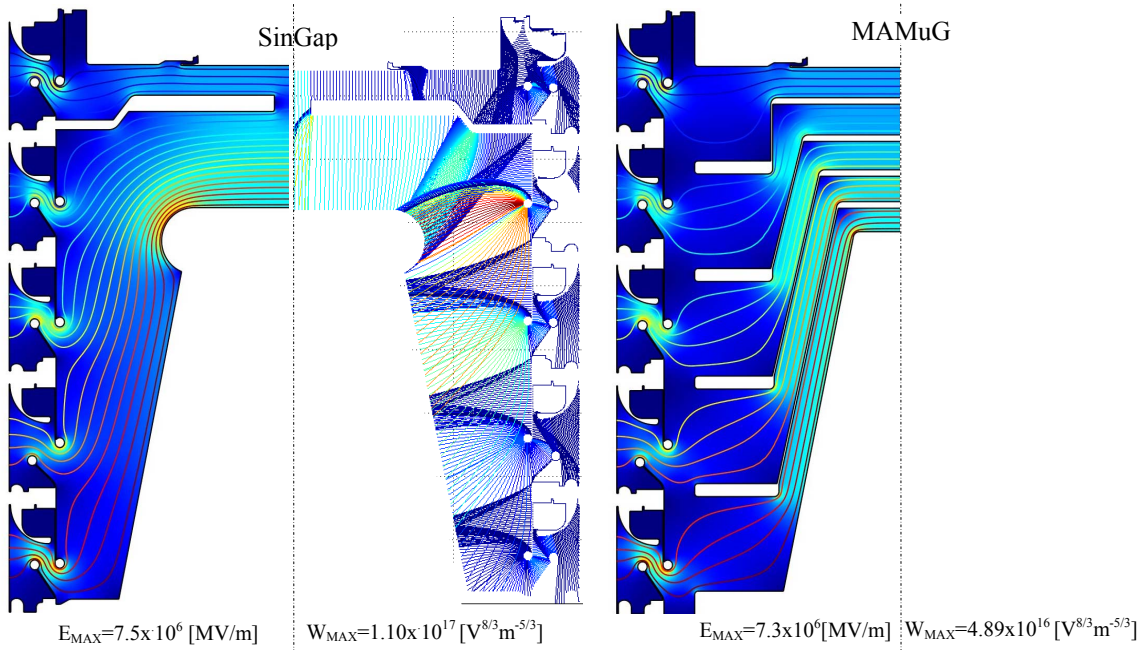 SinGap
MAMuG
E_MAX=7.5x10^6 [MV/m]
W_MAX=1.10x10^17 [V^8/3m^-5/3]
E_MAX=7.3x10^6[MV/m]
W_MAX=4.89x10^16 [V^8/3m^-5/3]